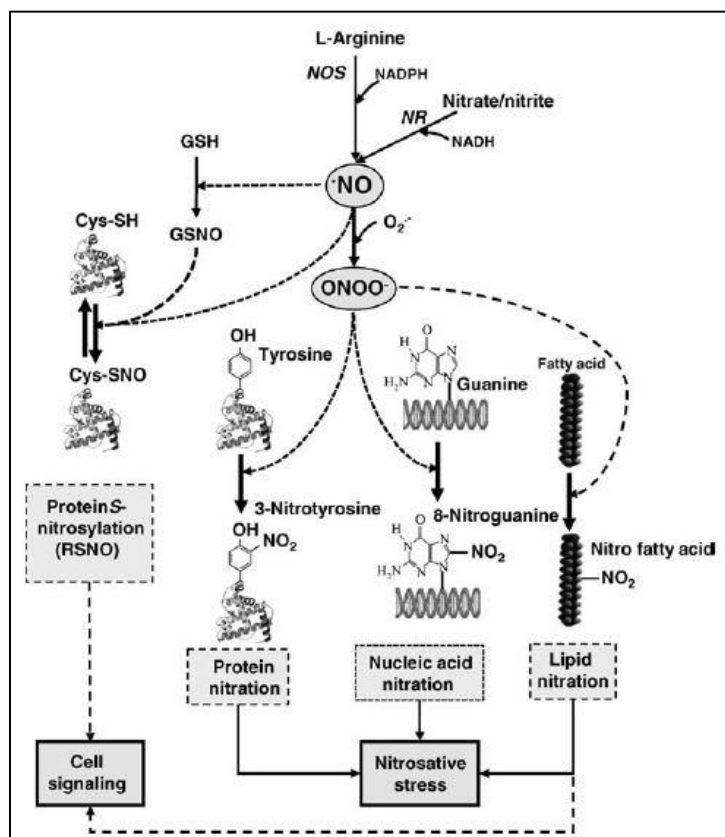 L-Arginine
NOS
NADPH
Nitrate/nitrite
NR
NADH
GSH
·NO
Cys-SH
GSNO
O₂·⁻
ONOO⁻
OH
Tyrosine
O
H
N
N
N
N
H₂N
Guanine
Fatty acid
Cys-SNO
3-Nitrotyrosine
8-Nitroguanine
OH
NO₂
O
H
N
N
N
N
H₂N
NO₂
Nitro fatty acid
NO₂
Protein S-
nitrosylation
(RSNO)
Protein
nitration
Nucleic acid
nitration
Lipid
nitration
Cell
signaling
Nitrosative
stress